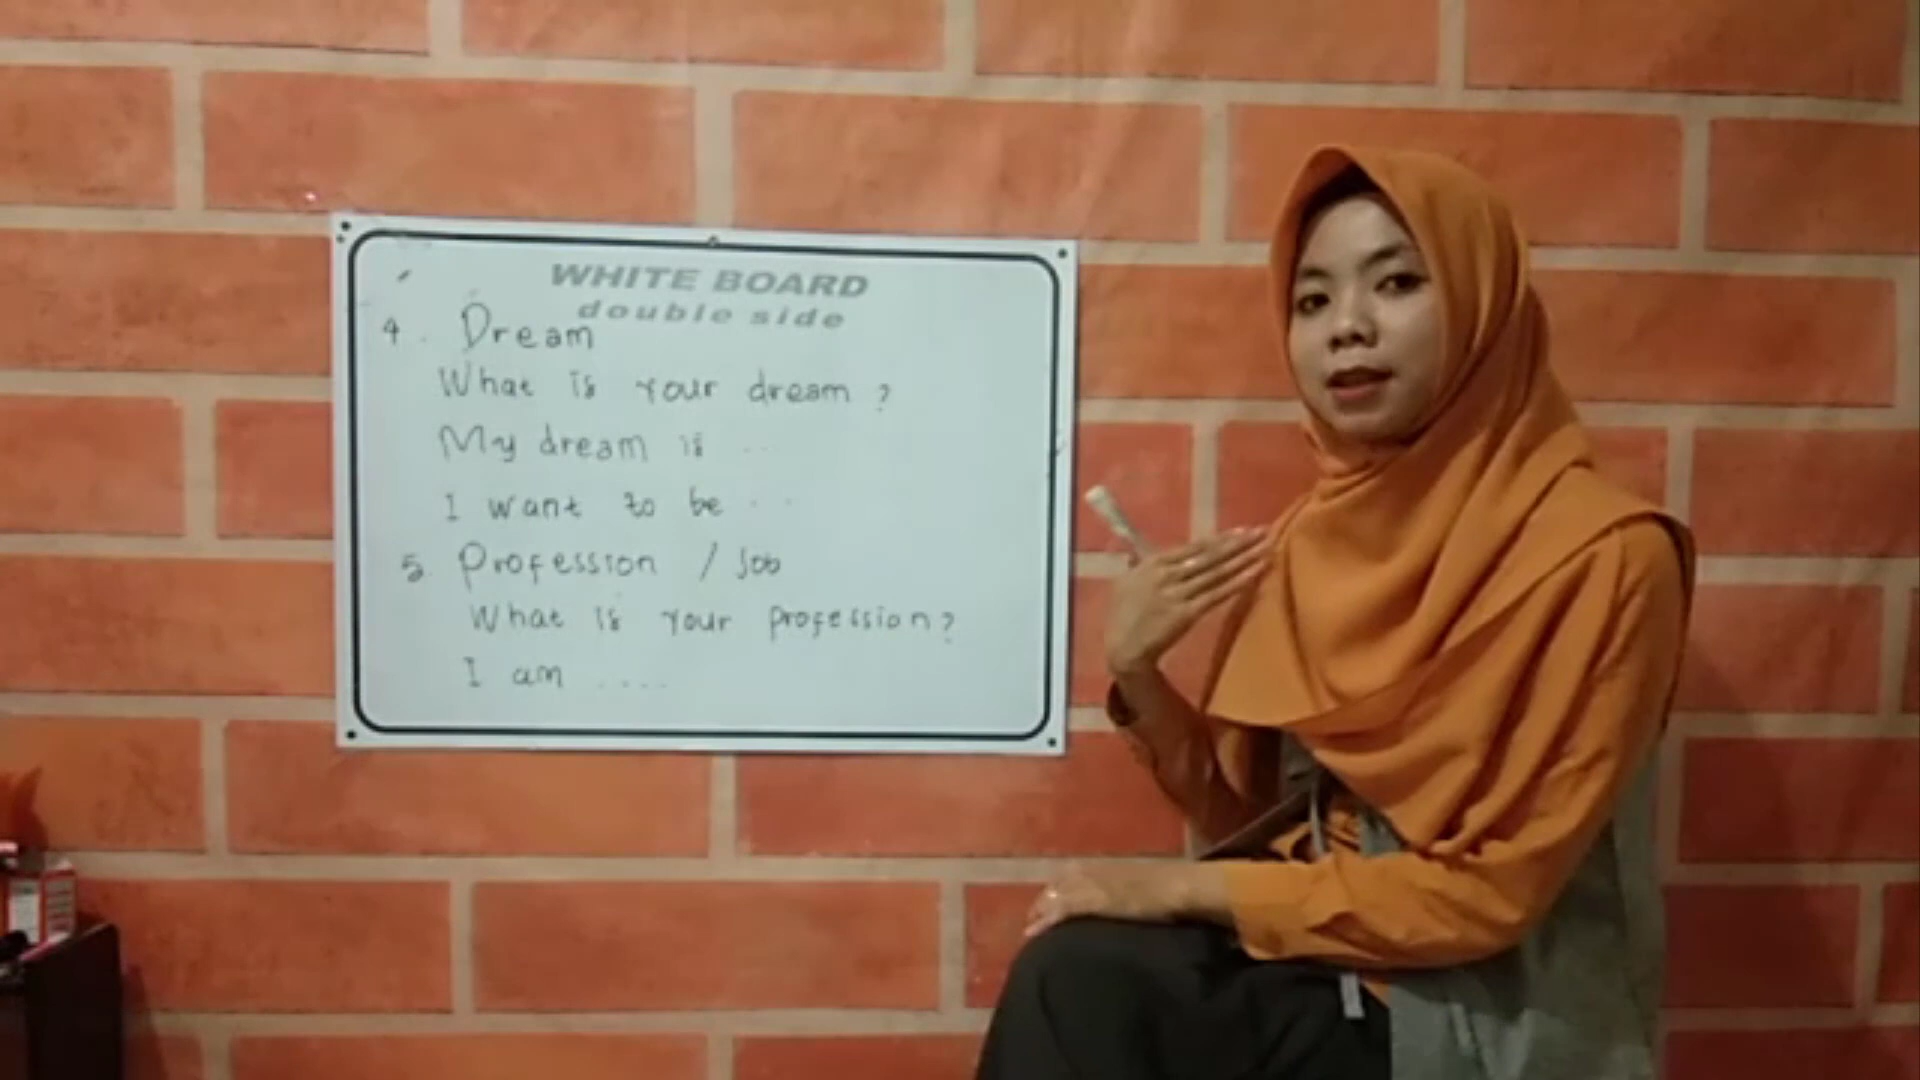 WHITE BOARD
double side
4. Dream
What is your dream?
My dream is ...
I want to be ..
5. Profession / Job
What is your profession?
I am ....